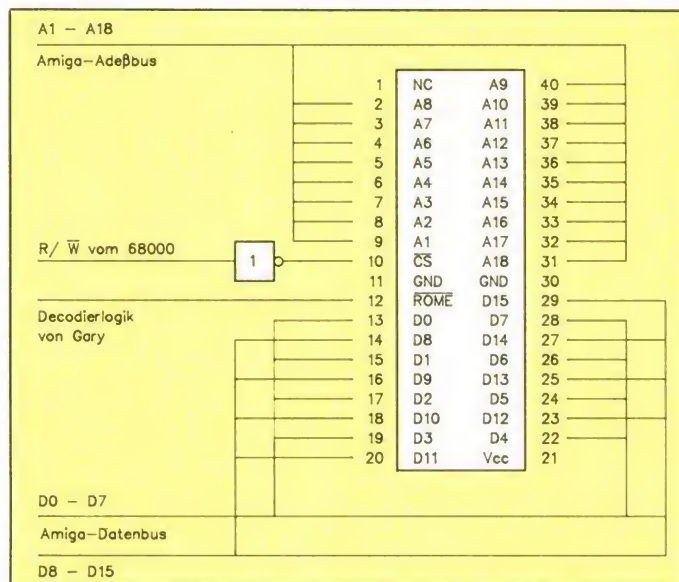 A1 – A18
Amiga–Adeβbus
1 NC A9 40
2 A8 A10 39
3 A7 A11 38
4 A6 A12 37
5 A5 A13 36
6 A4 A14 35
7 A3 A15 34
8 A2 A16 33
9 A1 A17 32
R/ W̅ vom 68000
1
10 C̅S̅ A18 31
11 GND GND 30
12 R̅O̅M̅E̅ D15 29
Decodierlogik
von Gary
13 D0 D7 28
14 D8 D14 27
15 D1 D6 26
16 D9 D13 25
17 D2 D5 24
18 D10 D12 23
19 D3 D4 22
20 D11 Vcc 21
D0 – D7
Amiga–Datenbus
D8 – D15